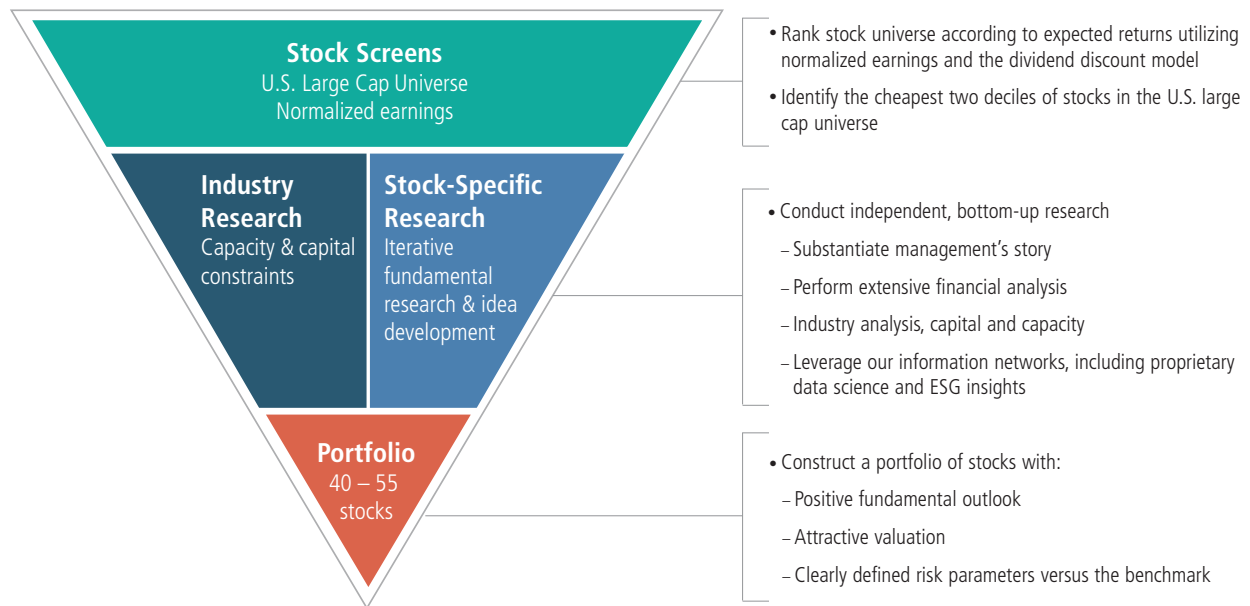 Stock Screens
U.S. Large Cap Universe
Normalized earnings
• Rank stock universe according to expected returns utilizing
normalized earnings and the dividend discount model
• Identify the cheapest two deciles of stocks in the U.S. large
cap universe
Industry
Research
Capacity & capital
constraints
Stock-Specific
Research
Iterative
fundamental
research & idea
development
• Conduct independent, bottom-up research
– Substantiate management’s story
– Perform extensive financial analysis
– Industry analysis, capital and capacity
– Leverage our information networks, including proprietary
data science and ESG insights
Portfolio
40 – 55
stocks
• Construct a portfolio of stocks with:
– Positive fundamental outlook
– Attractive valuation
– Clearly defined risk parameters versus the benchmark